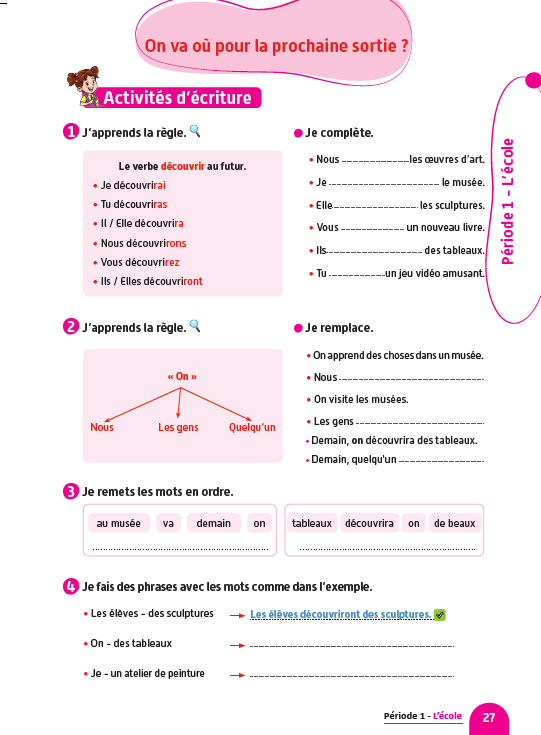 On va où pour la prochaine sortie ?
Activités d'écriture
1 J'apprends la règle.
Le verbe découvrir au futur.
• Je découvrirai
• Tu découvriras
• Il / Elle découvrira
• Nous découvrirons
• Vous découvrirez
• Ils / Elles découvriront
● Je complète.
• Nous les œuvres d'art.
• Je le musée.
• Elle les sculptures.
• Vous un nouveau livre.
• Ils des tableaux.
• Tu un jeu vidéo amusant.
Période 1 - L'école
2 J'apprends la règle.
« On »
Nous Les gens Quelqu'un
● Je remplace.
• On apprend des choses dans un musée.
• Nous
• On visite les musées.
• Les gens
• Demain, on découvrira des tableaux.
• Demain, quelqu'un
3 Je remets les mots en ordre.
au musée va demain on
tableaux découvrira on de beaux
4 Je fais des phrases avec les mots comme dans l'exemple.
• Les élèves - des sculptures Les élèves découvriront des sculptures.
• On - des tableaux
• Je - un atelier de peinture
Période 1 - L'école 27